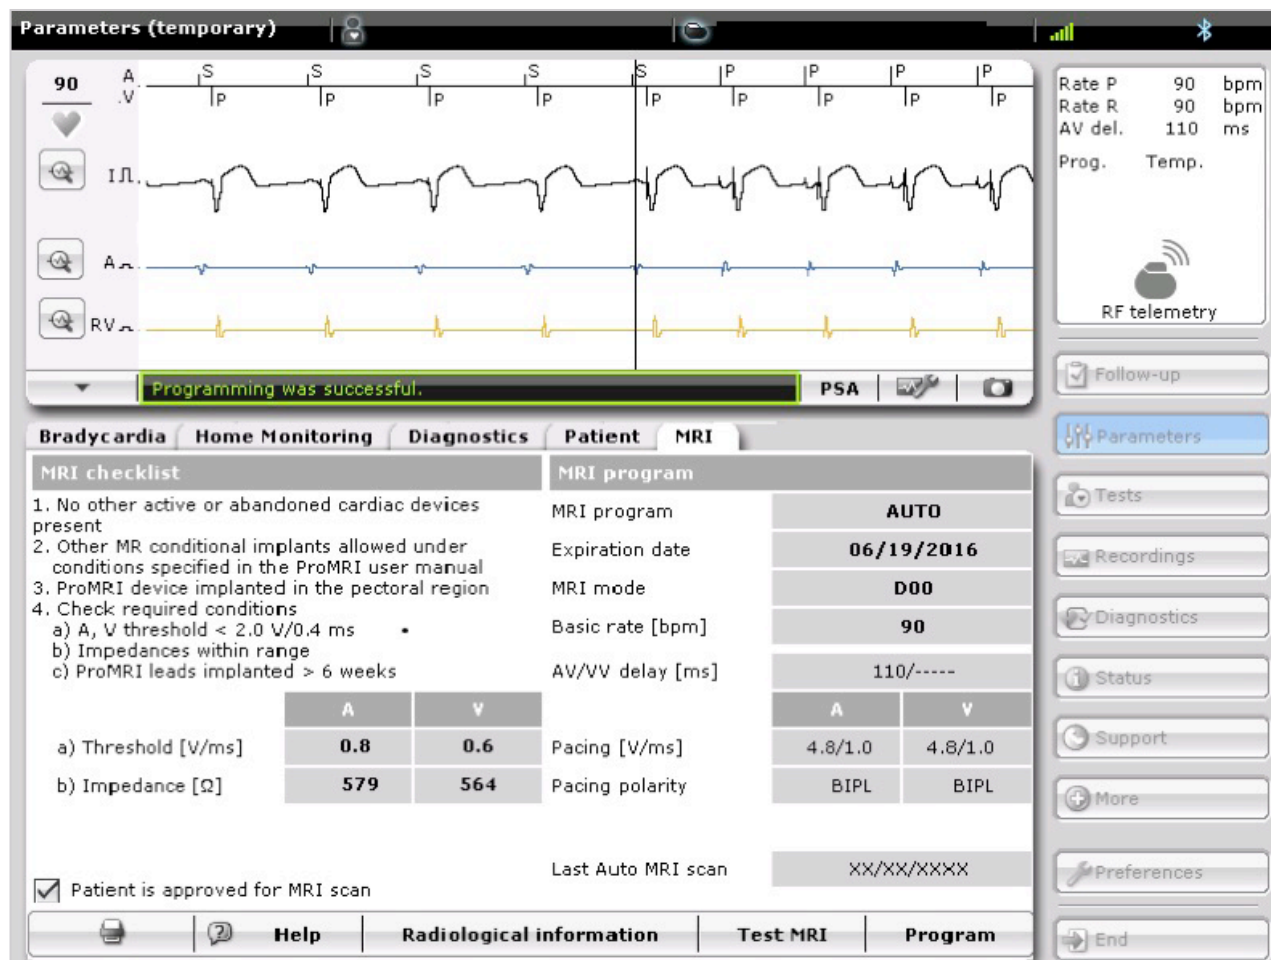 Parameters (temporary)
90
A
S S S S S P P P P
.V
P P P P P P P P P
I
A
RV
Programming was successful.
PSA
Rate P 90 bpm
Rate R 90 bpm
AV del. 110 ms
Prog. Temp.
RF telemetry
Follow-up
Parameters
Tests
Recordings
Diagnostics
Status
Support
More
Preferences
End
Bradycardia Home Monitoring Diagnostics Patient MRI
MRI checklist
1. No other active or abandoned cardiac devices
present
2. Other MR conditional implants allowed under
conditions specified in the ProMRI user manual
3. ProMRI device implanted in the pectoral region
4. Check required conditions
a) A, V threshold < 2.0 V/0.4 ms •
b) Impedances within range
c) ProMRI leads implanted > 6 weeks
A V
a) Threshold [V/ms] 0.8 0.6
b) Impedance [Ω] 579 564
Patient is approved for MRI scan
MRI program
MRI program AUTO
Expiration date 06/19/2016
MRI mode D00
Basic rate [bpm] 90
AV/VV delay [ms] 110/-----
A V
Pacing [V/ms] 4.8/1.0 4.8/1.0
Pacing polarity BIPL BIPL
Last Auto MRI scan XX/XX/XXXX
Help Radiological information Test MRI Program